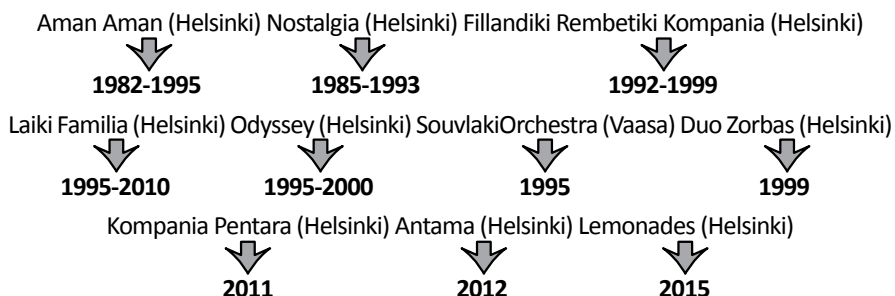 Aman Aman (Helsinki) Nostalgia (Helsinki) Fillandiki Rembetiki Kompania (Helsinki)
1982-1995 1985-1993 1992-1999
Laiki Familia (Helsinki) Odyssey (Helsinki) SouvlakiOrchestra (Vaasa) Duo Zorbas (Helsinki)
1995-2010 1995-2000 1995 1999
Kompania Pentara (Helsinki) Antama (Helsinki) Lemonades (Helsinki)
2011 2012 2015